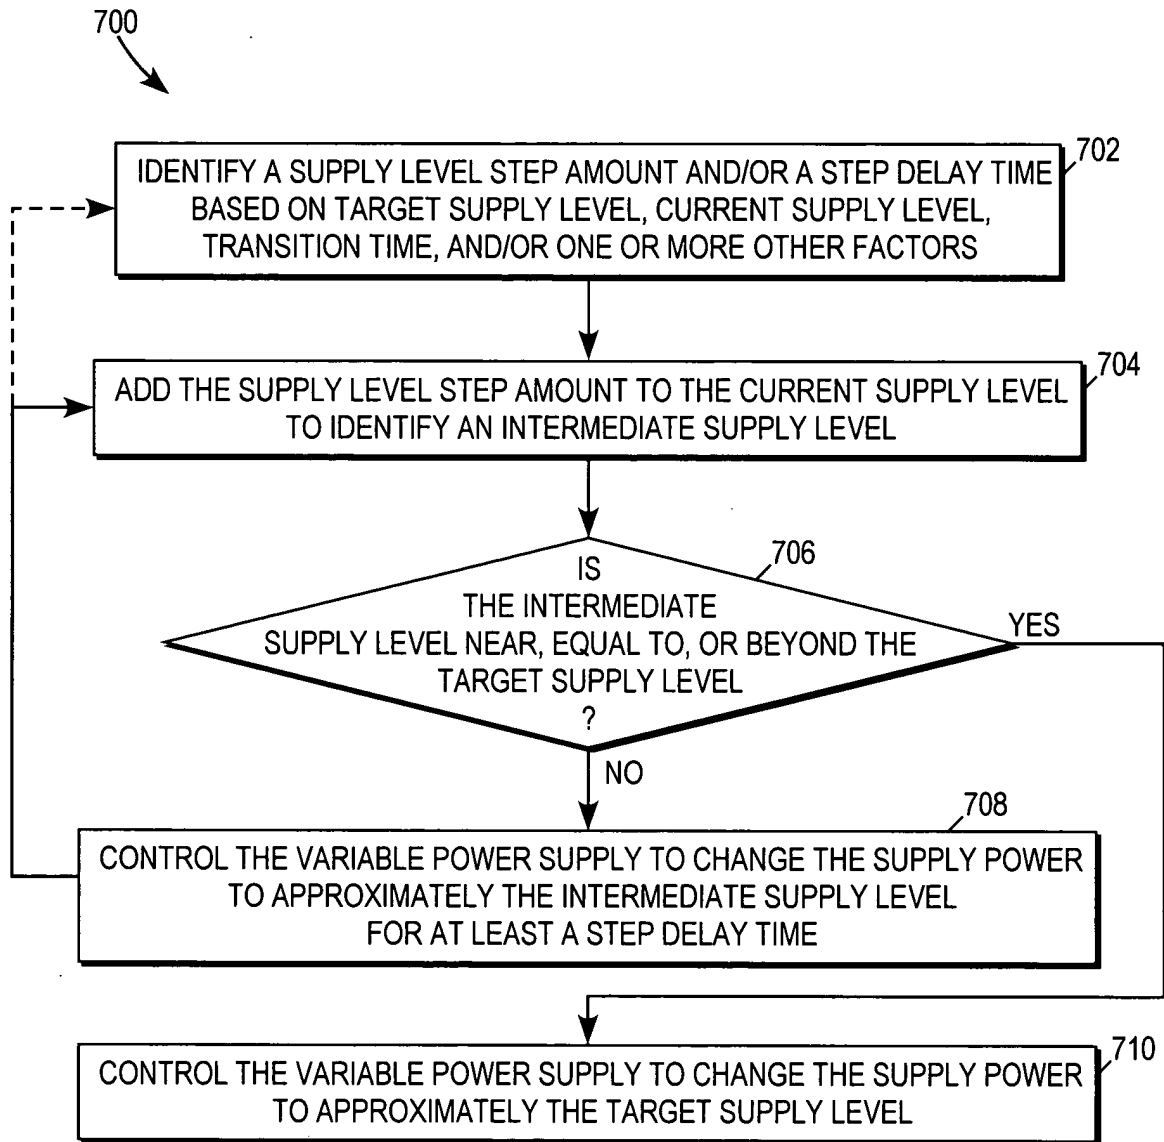 700
702
IDENTIFY A SUPPLY LEVEL STEP AMOUNT AND/OR A STEP DELAY TIME
BASED ON TARGET SUPPLY LEVEL, CURRENT SUPPLY LEVEL,
TRANSITION TIME, AND/OR ONE OR MORE OTHER FACTORS
704
ADD THE SUPPLY LEVEL STEP AMOUNT TO THE CURRENT SUPPLY LEVEL
TO IDENTIFY AN INTERMEDIATE SUPPLY LEVEL
706
IS
THE INTERMEDIATE
SUPPLY LEVEL NEAR, EQUAL TO, OR BEYOND THE
TARGET SUPPLY LEVEL
?
YES
NO
708
CONTROL THE VARIABLE POWER SUPPLY TO CHANGE THE SUPPLY POWER
TO APPROXIMATELY THE INTERMEDIATE SUPPLY LEVEL
FOR AT LEAST A STEP DELAY TIME
710
CONTROL THE VARIABLE POWER SUPPLY TO CHANGE THE SUPPLY POWER
TO APPROXIMATELY THE TARGET SUPPLY LEVEL